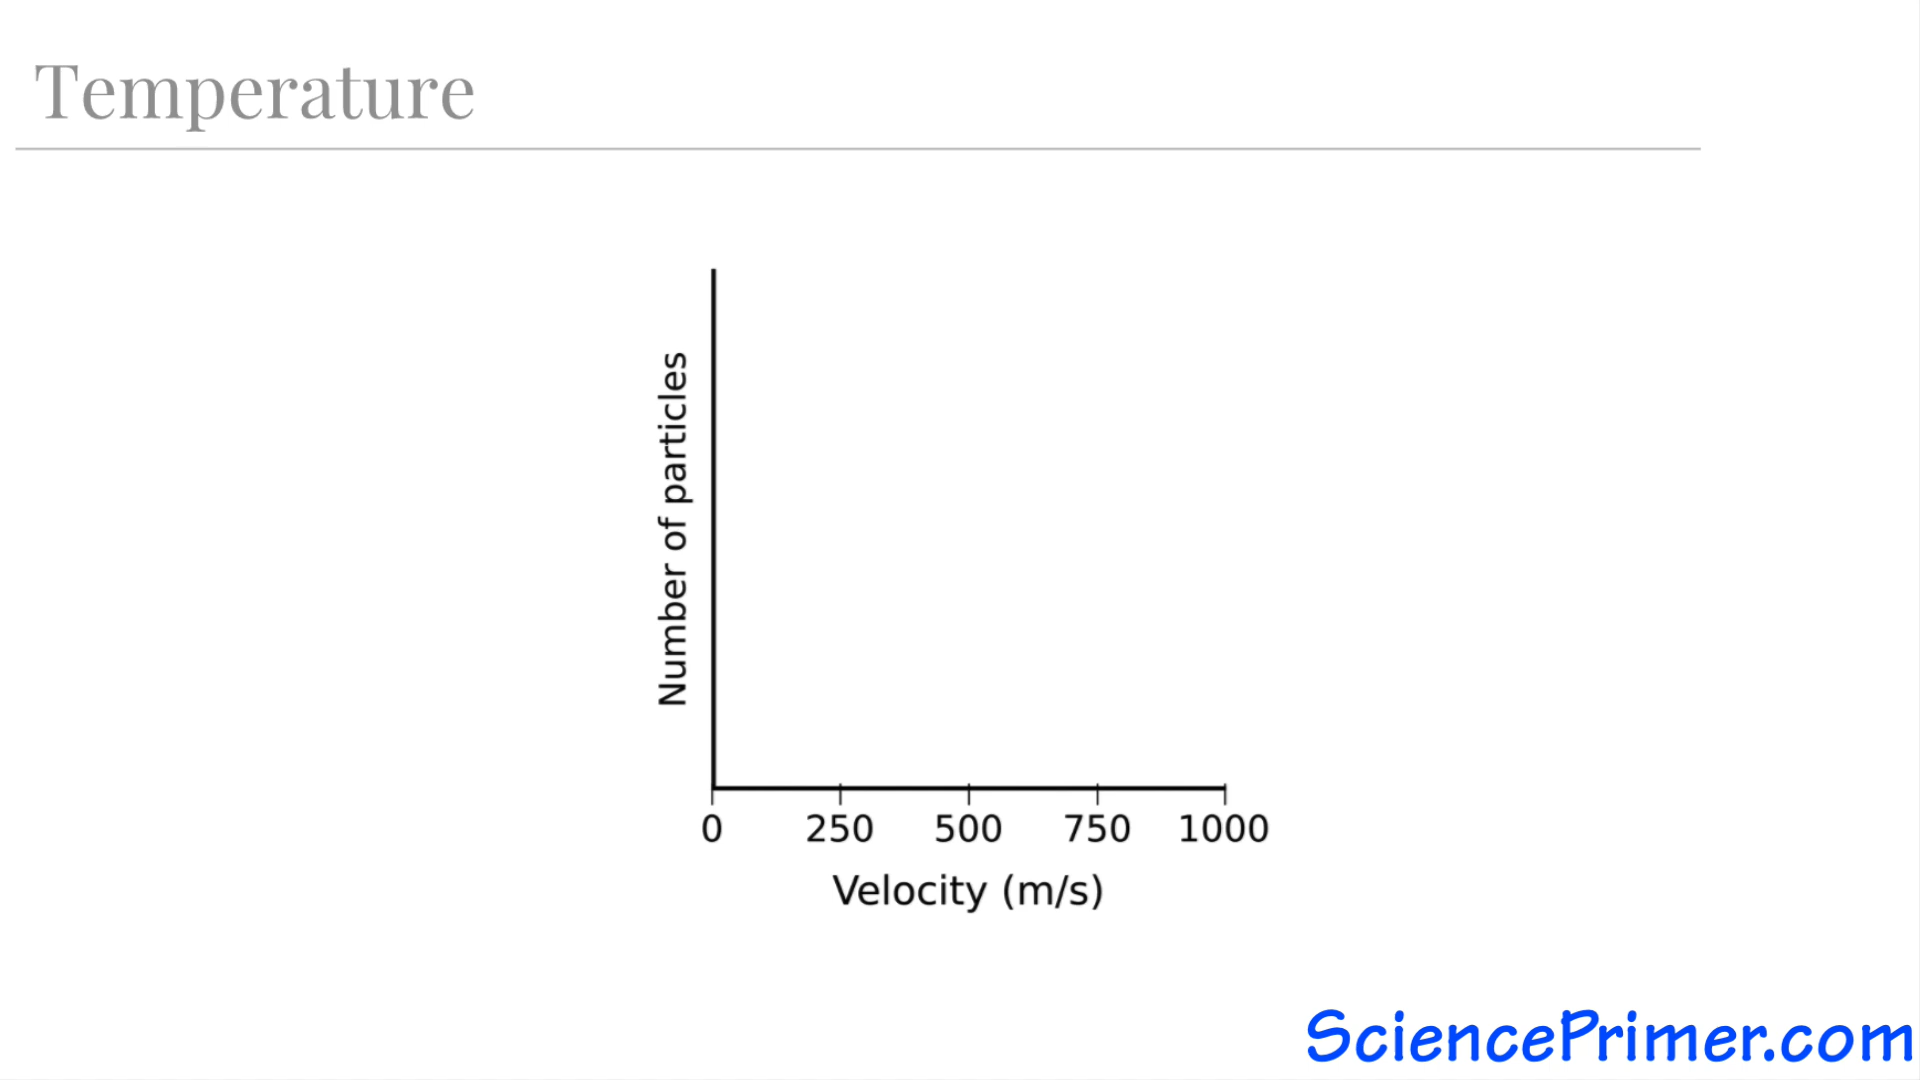 Temperature
Number of particles
0 250 500 750 1000
Velocity (m/s)
SciencePrimer.com